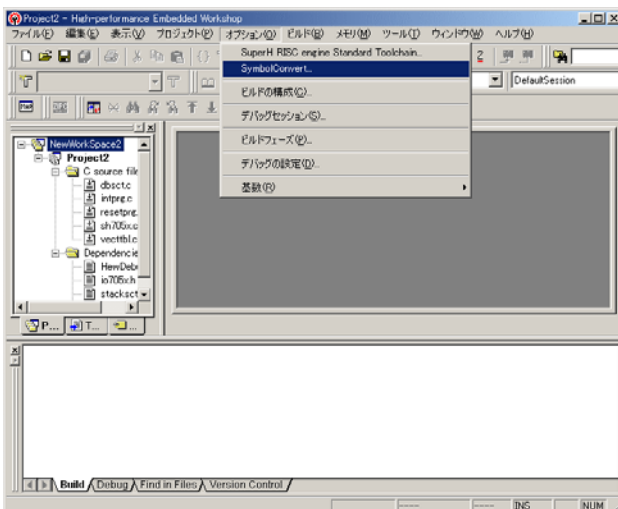 Project2 - High-performance Embedded Workshop
ファイル(F) 編集(E) 表示(V) プロジェクト(P) オプション(O) ビルド(B) メモリ(M) ツール(T) ウィンドウ(W) ヘルプ(H)
SuperH RISC engine Standard Toolchain...
SymbolConvert...
DefaultSession
ビルドの構成(C)...
デバッグセッション(S)...
ビルドフェーズ(P)...
デバッグの設定(D)...
基数(R)
NewWorkSpace2
Project2
C source file
dbsct.c
intprg.c
resetprg.
sh705x.c
vecttbl.c
Dependencie
HewDebu
io705x.h
stacksct
P... T... ...
Build Debug Find in Files Version Control
INS NUM